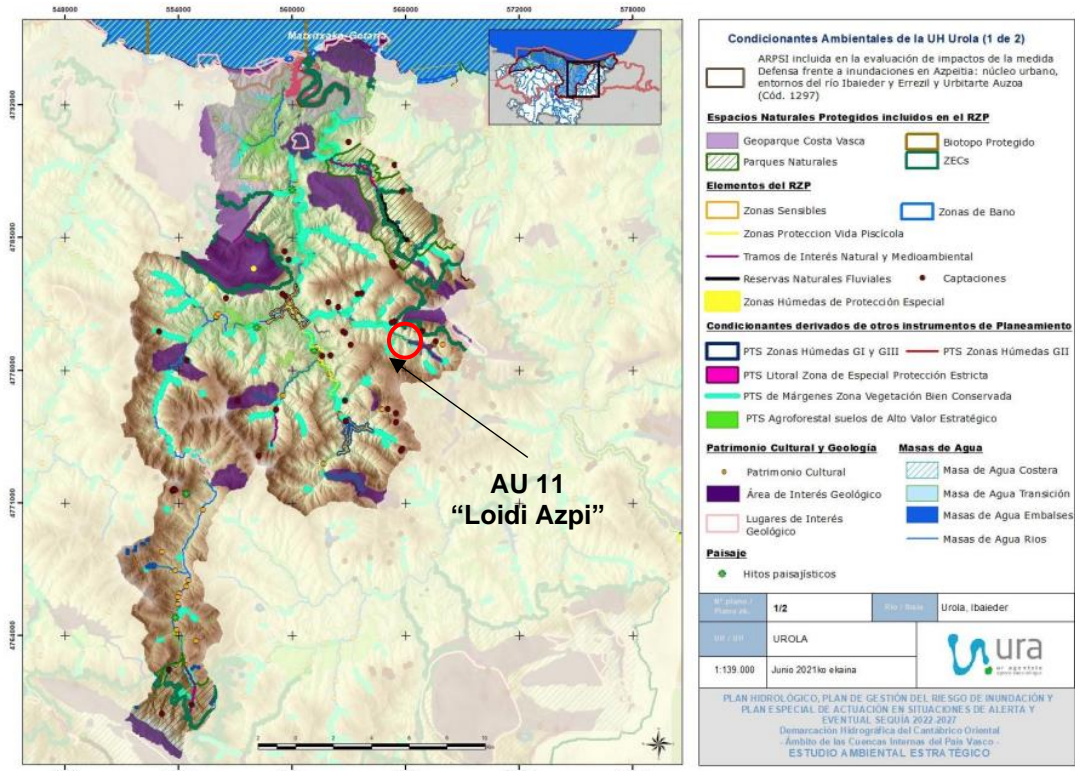 548000 554000 560000 566000 572000 578000
Matxitxako-Getaria
4792000
4785000
4778000
4771000
4764000
AU 11
“Loidi Azpi”
Condicionantes Ambientales de la UH Urola (1 de 2)
ARPSI incluida en la evaluación de impactos de la medida
Defensa frente a inundaciones en Azpeitia: núcleo urbano,
entornos del río Ibaieder y Errezil y Urbitarte Auzoa
(Cód. 1297)
Espacios Naturales Protegidos incluidos en el RZP
Geoparque Costa Vasca
Biotopo Protegido
Parques Naturales
ZECs
Elementos del RZP
Zonas Sensibles
Zonas de Bano
Zonas Proteccion Vida Piscícola
Tramos de Interés Natural y Medioambiental
Reservas Naturales Fluviales
Captaciones
Zonas Húmedas de Protección Especial
Condicionantes derivados de otros instrumentos de Planeamiento
PTS Zonas Húmedas GI y GIII
PTS Zonas Húmedas GII
PTS Litoral Zona de Especial Protección Estricta
PTS de Márgenes Zona Vegetación Bien Conservada
PTS Agroforestal suelos de Alto Valor Estratégico
Patrimonio Cultural y Geología
Patrimonio Cultural
Área de Interés Geológico
Lugares de Interés
Geológico
Masas de Agua
Masa de Agua Costera
Masa de Agua Transición
Masas de Agua Embalses
Masas de Agua Rios
Paisaje
Hitos paisajísticos
1/2
Urola, Ibaieder
UROLA
1:139.000
Junio 2021ko ekaina
ura
ur agentzia
PLAN HIDROLÓGICO, PLAN DE GESTIÓN DEL RIESGO DE INUNDACIÓN Y
PLAN ESPECIAL DE ACTUACIÓN EN SITUACIONES DE ALERTA Y
EVENTUAL SEQUÍA 2022-2027
Demarcación Hidrográfica del Cantábrico Oriental
- Ámbito de las Cuencas Internas del País Vasco -
ESTUDIO AMBIENTAL ESTRATÉGICO